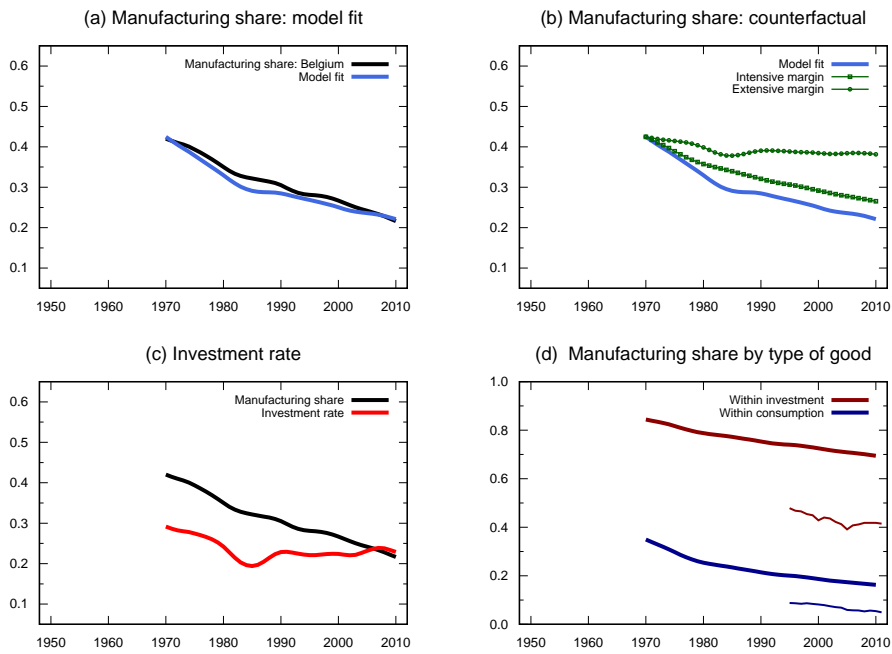 (a) Manufacturing share: model fit
Manufacturing share: Belgium
Model fit
0.6
0.5
0.4
0.3
0.2
0.1
1950 1960 1970 1980 1990 2000 2010
(b) Manufacturing share: counterfactual
Model fit
Intensive margin
Extensive margin
0.6
0.5
0.4
0.3
0.2
0.1
1950 1960 1970 1980 1990 2000 2010
(c) Investment rate
Manufacturing share
Investment rate
0.6
0.5
0.4
0.3
0.2
0.1
1950 1960 1970 1980 1990 2000 2010
(d) Manufacturing share by type of good
Within investment
Within consumption
1.0
0.8
0.6
0.4
0.2
0.0
1950 1960 1970 1980 1990 2000 2010